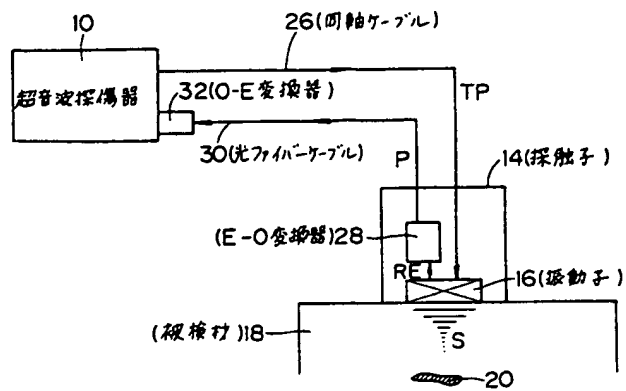 10
26(同軸ケーブル)
超音波探傷器
32(O-E変換器)
TP
30(光ファイバーケーブル)
P
14(探触子)
(E-O変換器)28
RE
16(振動子)
(被検材)18
S
20